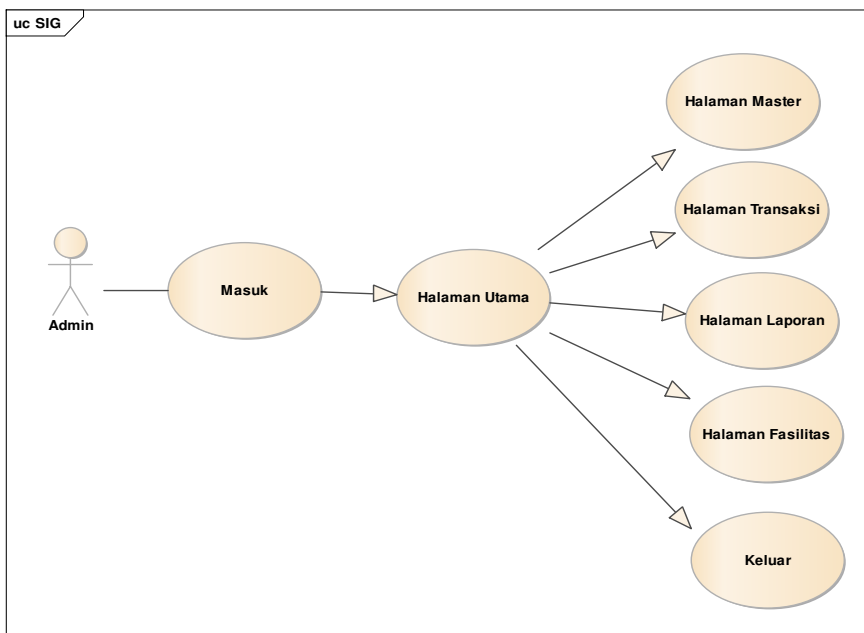 uc SIG
Halaman Master
Halaman Transaksi
Masuk
Halaman Utama
Halaman Laporan
Admin
Halaman Fasilitas
Keluar